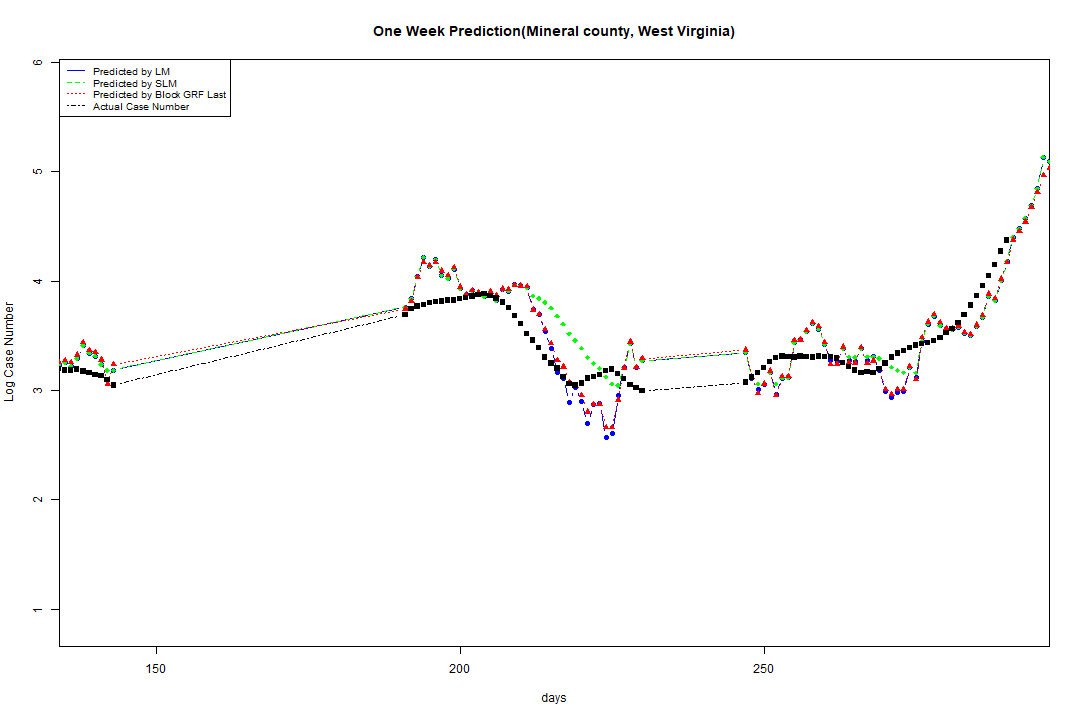 One Week Prediction(Mineral county, West Virginia)
Predicted by LM
Predicted by SLM
Predicted by Block GRF Last
Actual Case Number
6
5
4
3
2
1
Log Case Number
150
200
250
days